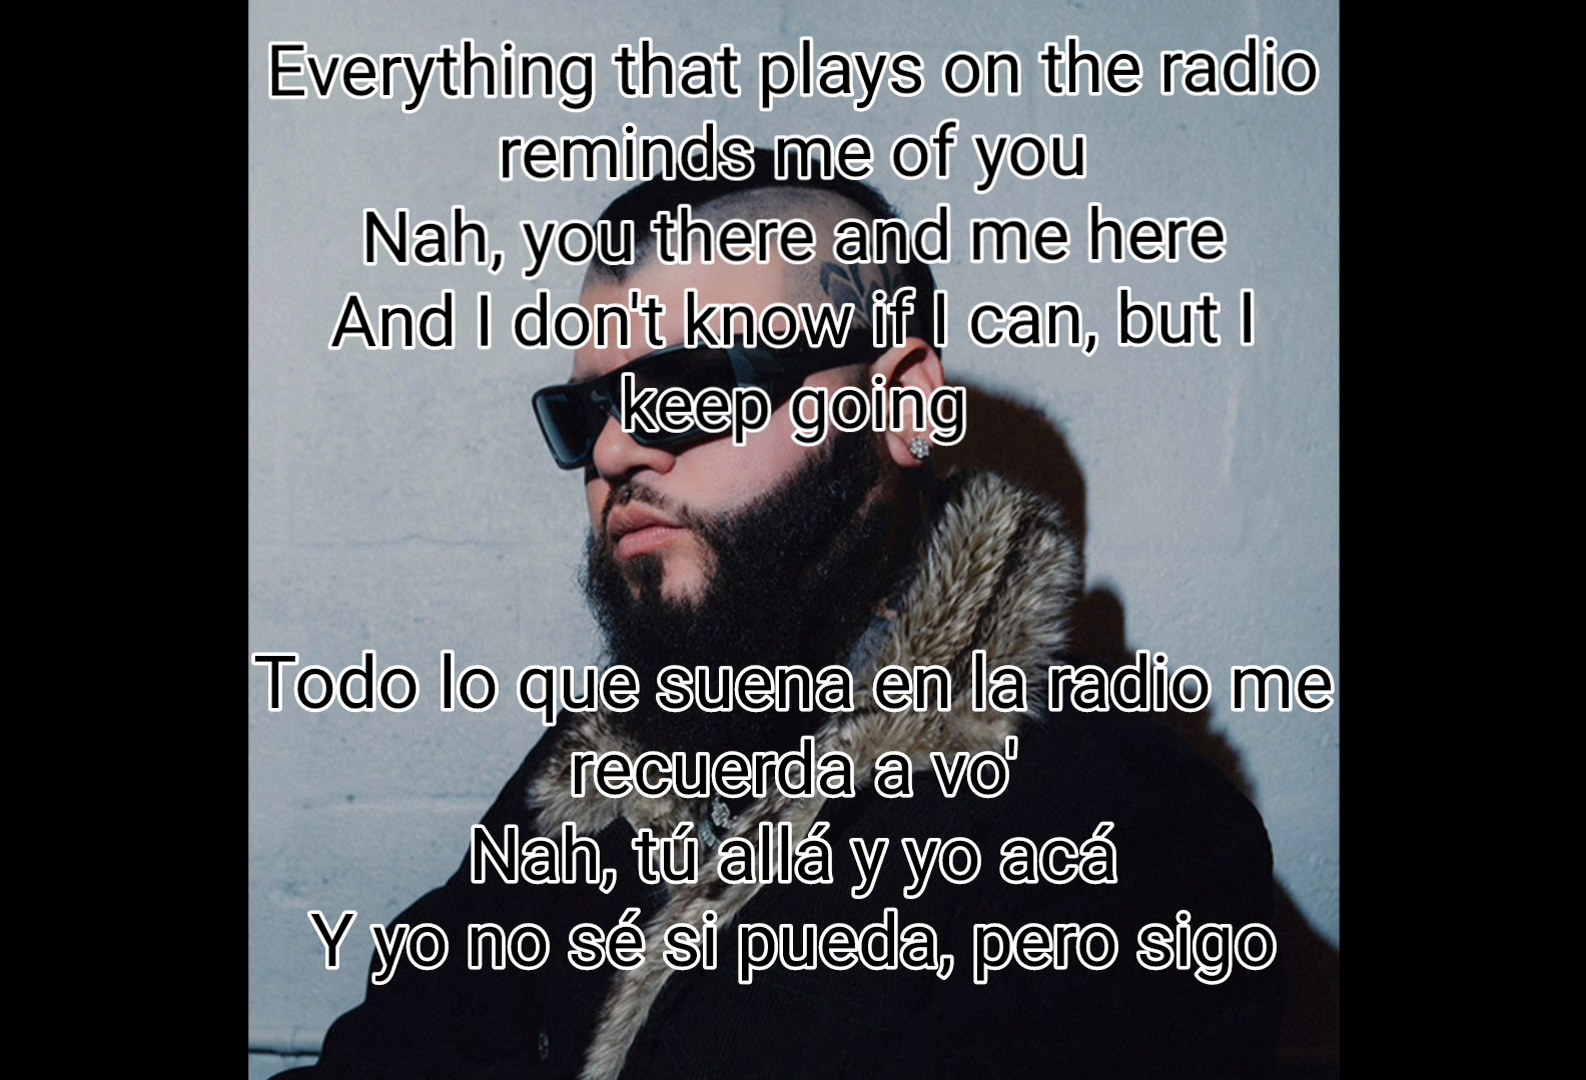 Everything that plays on the radio
reminds me of you
Nah, you there and me here
And I don't know if I can, but I
keep going
Todo lo que suena en la radio me
recuerda a vo'
Nah, tú allá y yo acá
Y yo no sé si pueda, pero sigo